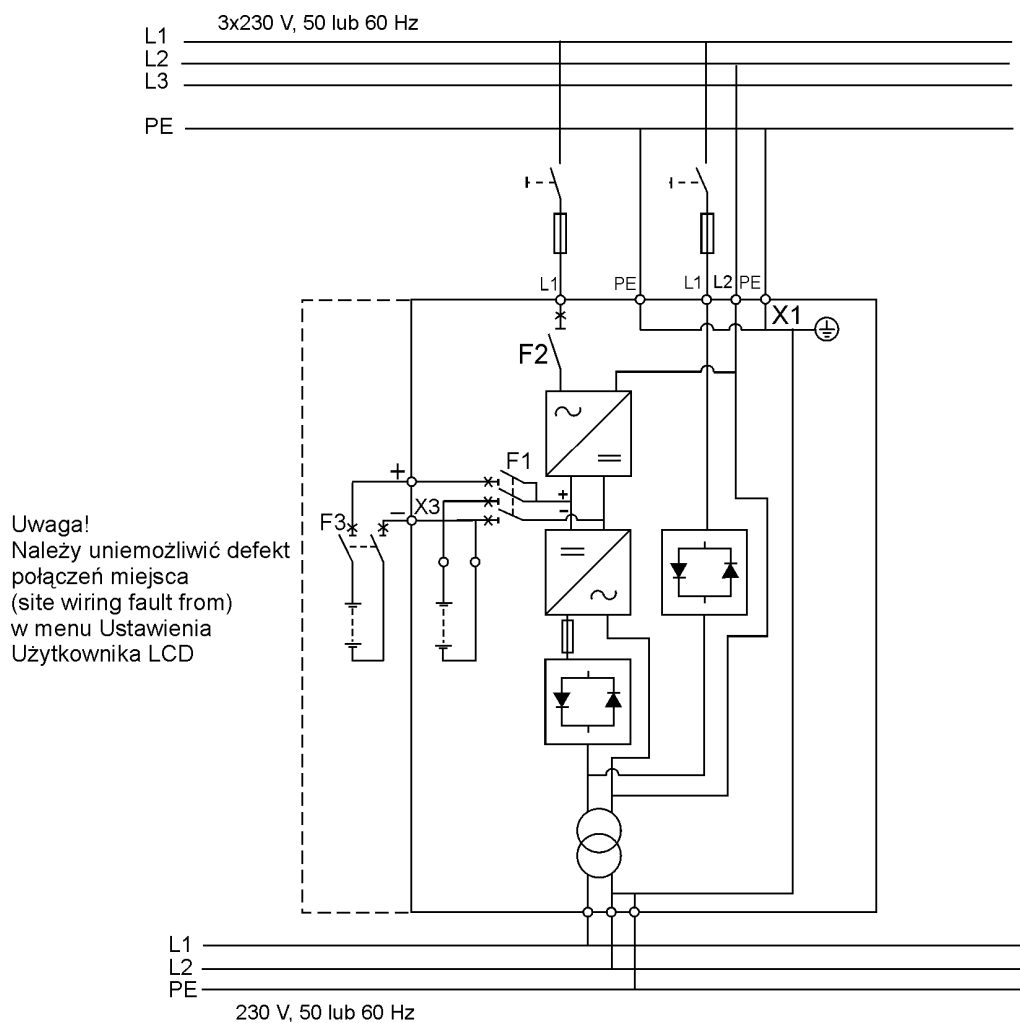 3x230 V, 50 lub 60 Hz
L1
L2
L3
PE
L1 PE L1 L2 PE
X1
F2
F1
+
+
− X3
-
F3
Uwaga!
Należy uniemożliwić defekt
połączeń miejsca
(site wiring fault from)
w menu Ustawienia
Użytkownika LCD
L1
L2
PE
230 V, 50 lub 60 Hz